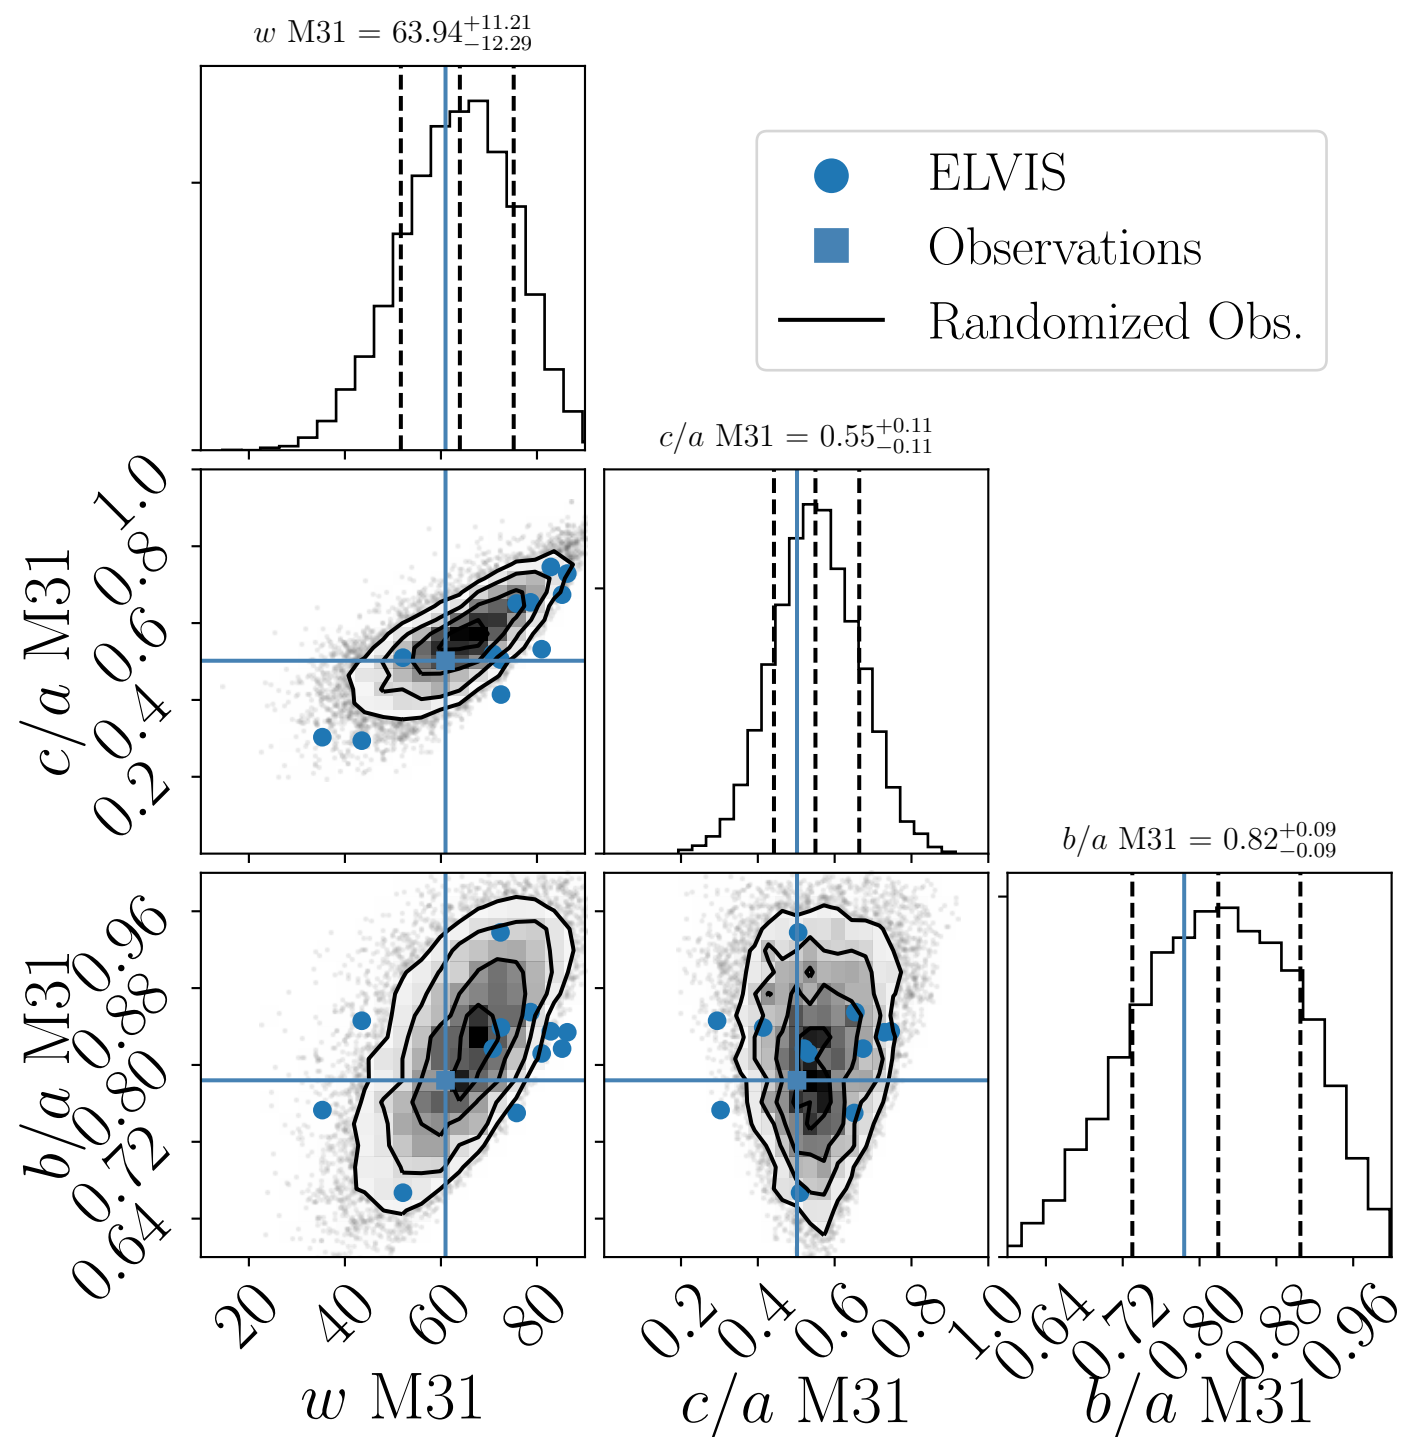 w M31 = 63.94+11.21−12.29
ELVIS
Observations
Randomized Obs.
c/a M31 = 0.55+0.11−0.11
c/a M31
1.0
0.8
0.6
0.4
0.2
b/a M31 = 0.82+0.09−0.09
b/a M31
0.96
0.88
0.80
0.72
0.64
20 40 60 80
0.2 0.4 0.6 0.8 1.0
0.64 0.72 0.80 0.88 0.96
w M31
c/a M31
b/a M31